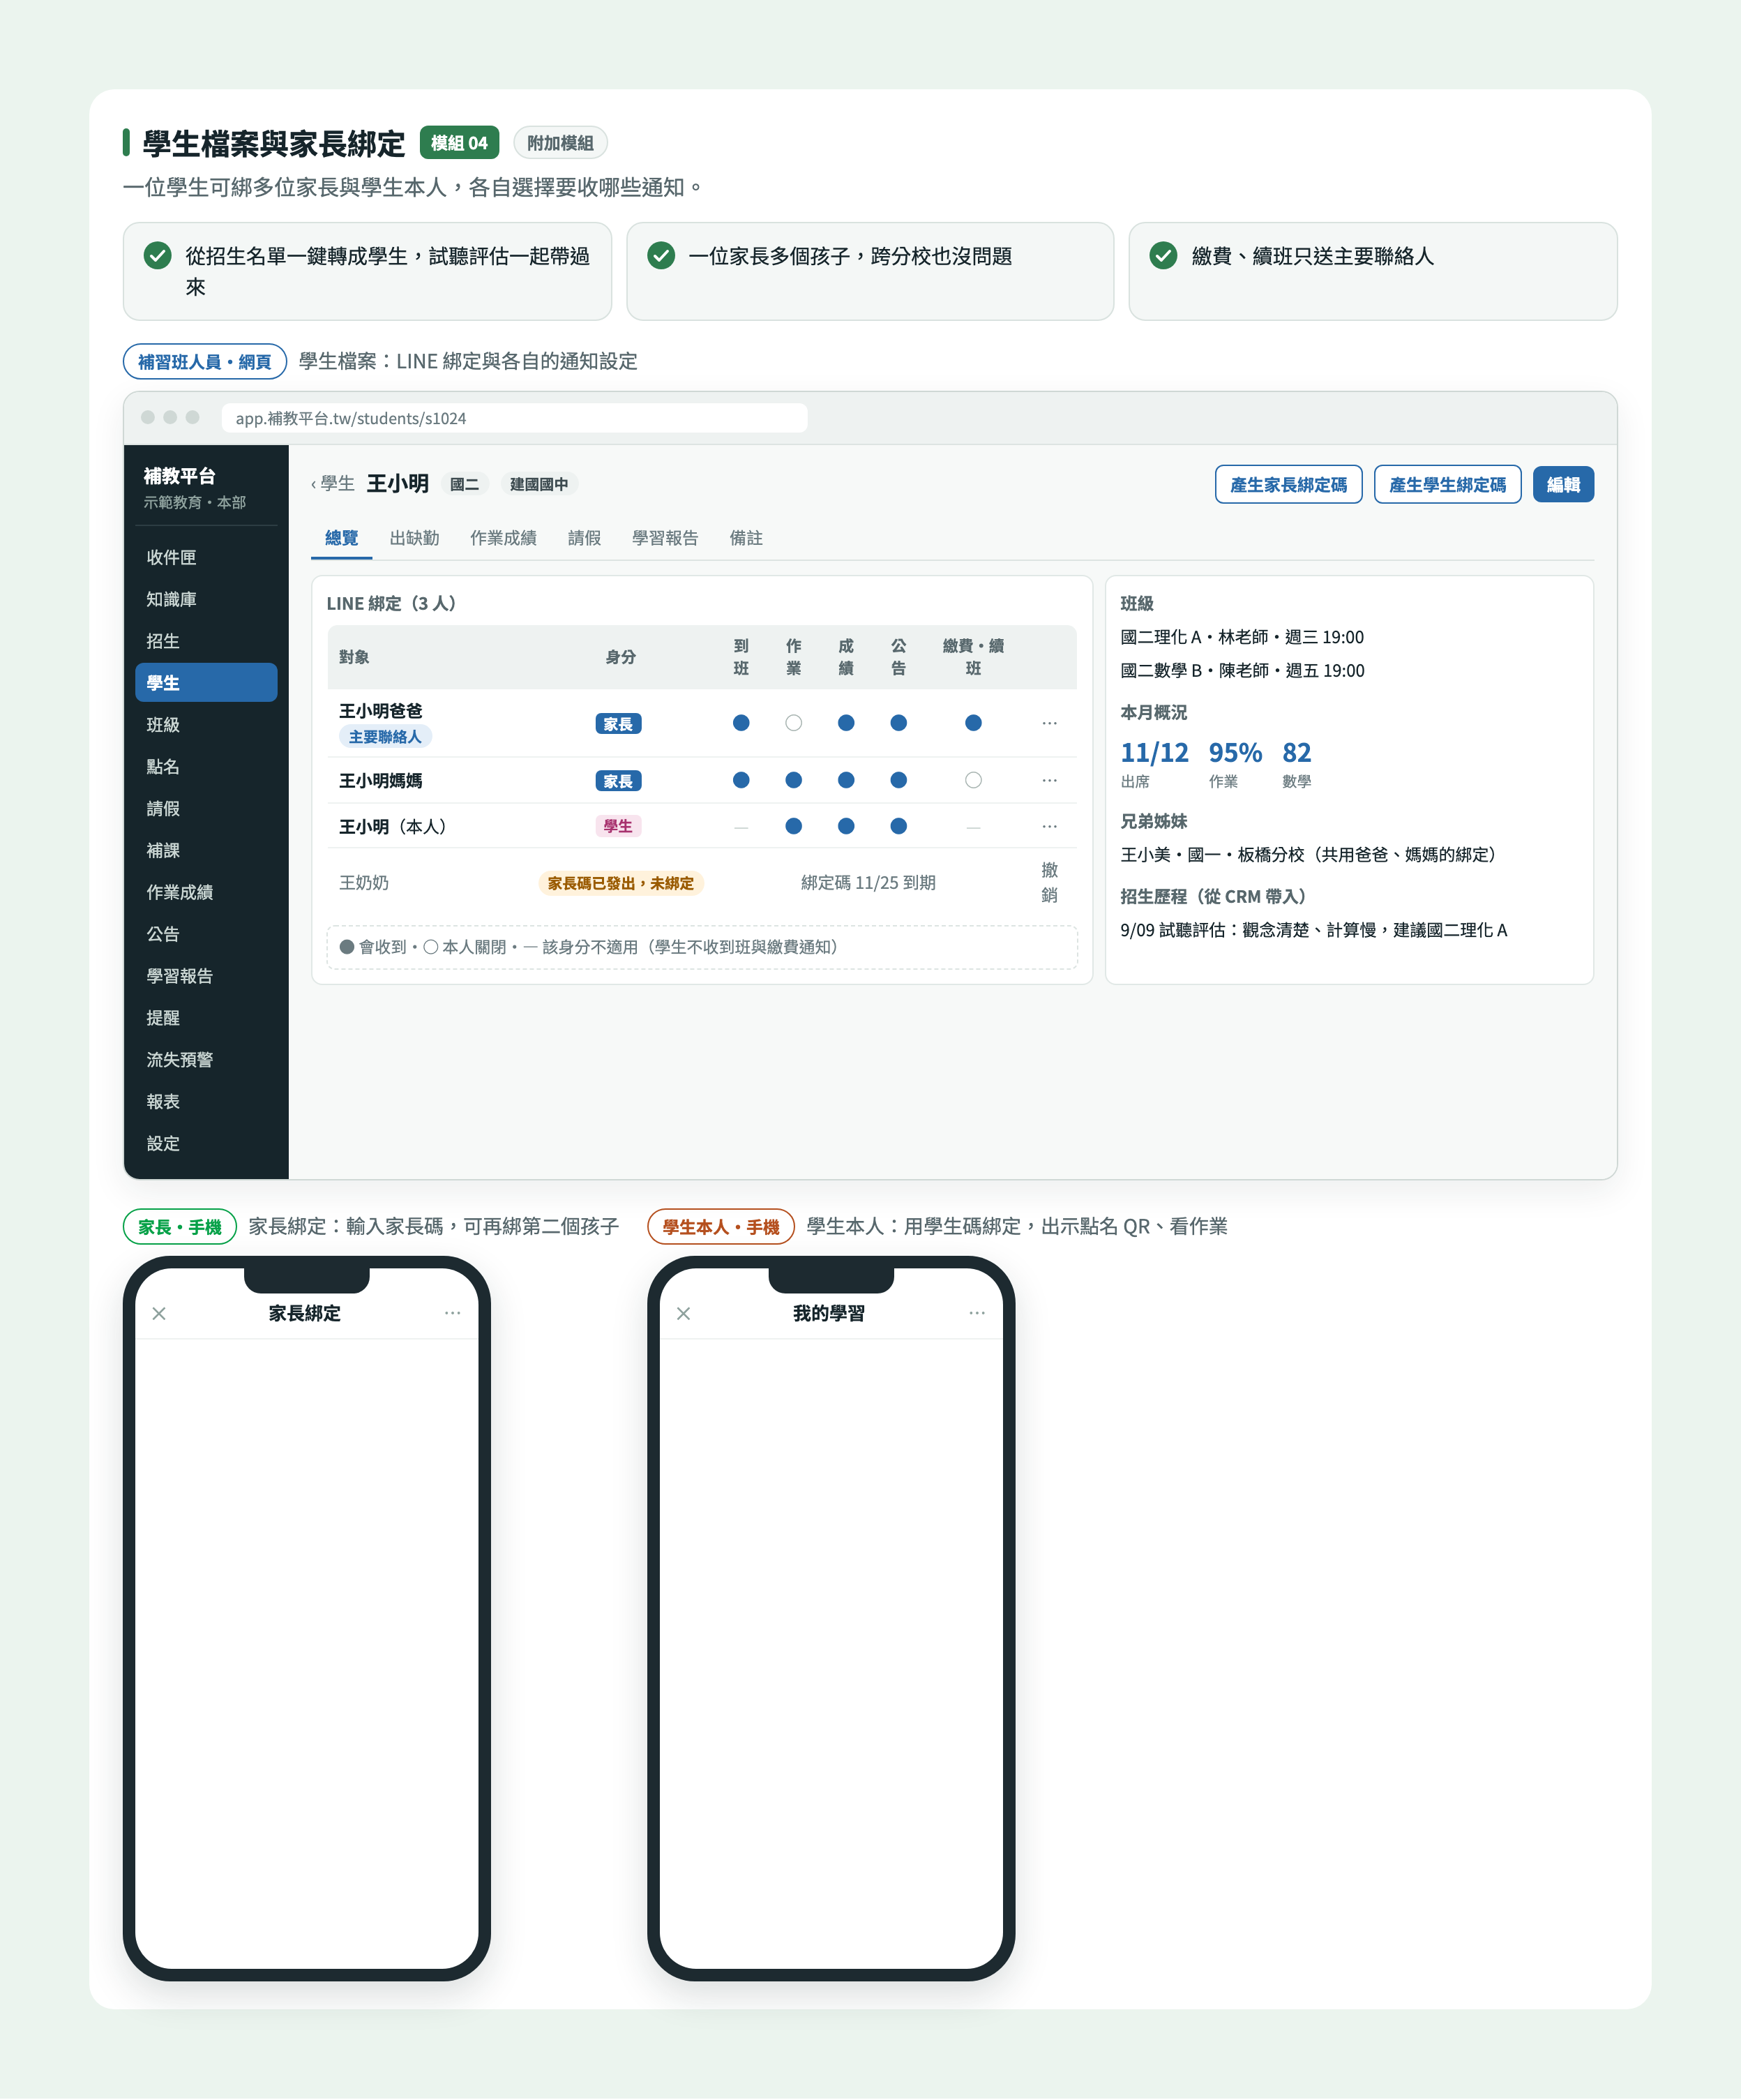 學生檔案與家長綁定 模組 04 附加模組
一位學生可綁多位家長與學生本人，各自選擇要收哪些通知。
從招生名單一鍵轉成學生，試聽評估一起帶過
來
一位家長多個孩子，跨分校也沒問題
繳費、續班只送主要聯絡人
補習班人員・網頁 學生檔案：LINE 綁定與各自的通知設定
app.補教平台.tw/students/s1024
補教平台
示範教育・本部
收件匣
知識庫
招生
學生
班級
點名
請假
補課
作業成績
公告
學習報告
提醒
流失預警
報表
設定
‹ 學生 王小明 國二 建國國中
產生家長綁定碼 產生學生綁定碼 編輯
總覽 出缺勤 作業成績 請假 學習報告 備註
LINE 綁定（3 人）
對象 身分 到班 作業 成績 公告 繳費・續班
王小明爸爸 主要聯絡人 家長 ● ○ ● ● ● ⋯
王小明媽媽 家長 ● ● ● ● ○ ⋯
王小明（本人） 學生 — ● ● ● — ⋯
王奶奶 家長碼已發出，未綁定 綁定碼 11/25 到期 撤銷
● 會收到・○ 本人關閉・— 該身分不適用（學生不收到班與繳費通知）
班級
國二理化 A・林老師・週三 19:00
國二數學 B・陳老師・週五 19:00
本月概況
11/12 95% 82
出席 作業 數學
兄弟姊妹
王小美・國一・板橋分校（共用爸爸、媽媽的綁定）
招生歷程（從 CRM 帶入）
9/09 試聽評估：觀念清楚、計算慢，建議國二理化 A
家長・手機 家長綁定：輸入家長碼，可再綁第二個孩子
× 家長綁定 ⋯
學生本人・手機 學生本人：用學生碼綁定，出示點名 QR、看作業
× 我的學習 ⋯